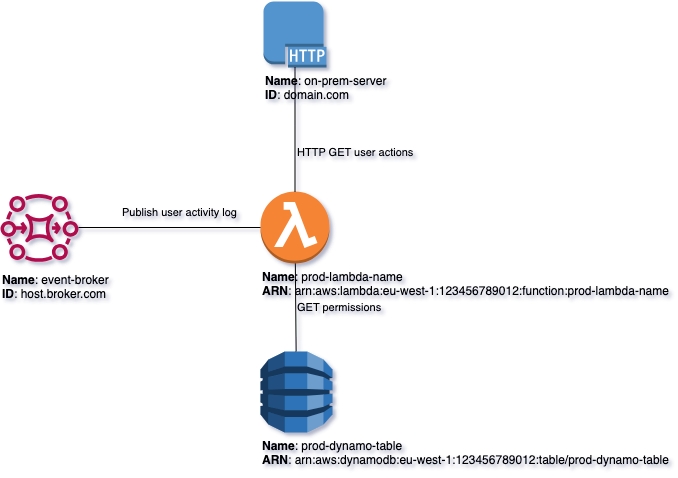 HTTP
Name: on-prem-server
ID: domain.com
HTTP GET user actions
Publish user activity log
Name: event-broker
ID: host.broker.com
Name: prod-lambda-name
ARN: arn:aws:lambda:eu-west-1:123456789012:function:prod-lambda-name
GET permissions
Name: prod-dynamo-table
ARN: arn:aws:dynamodb:eu-west-1:123456789012:table/prod-dynamo-table